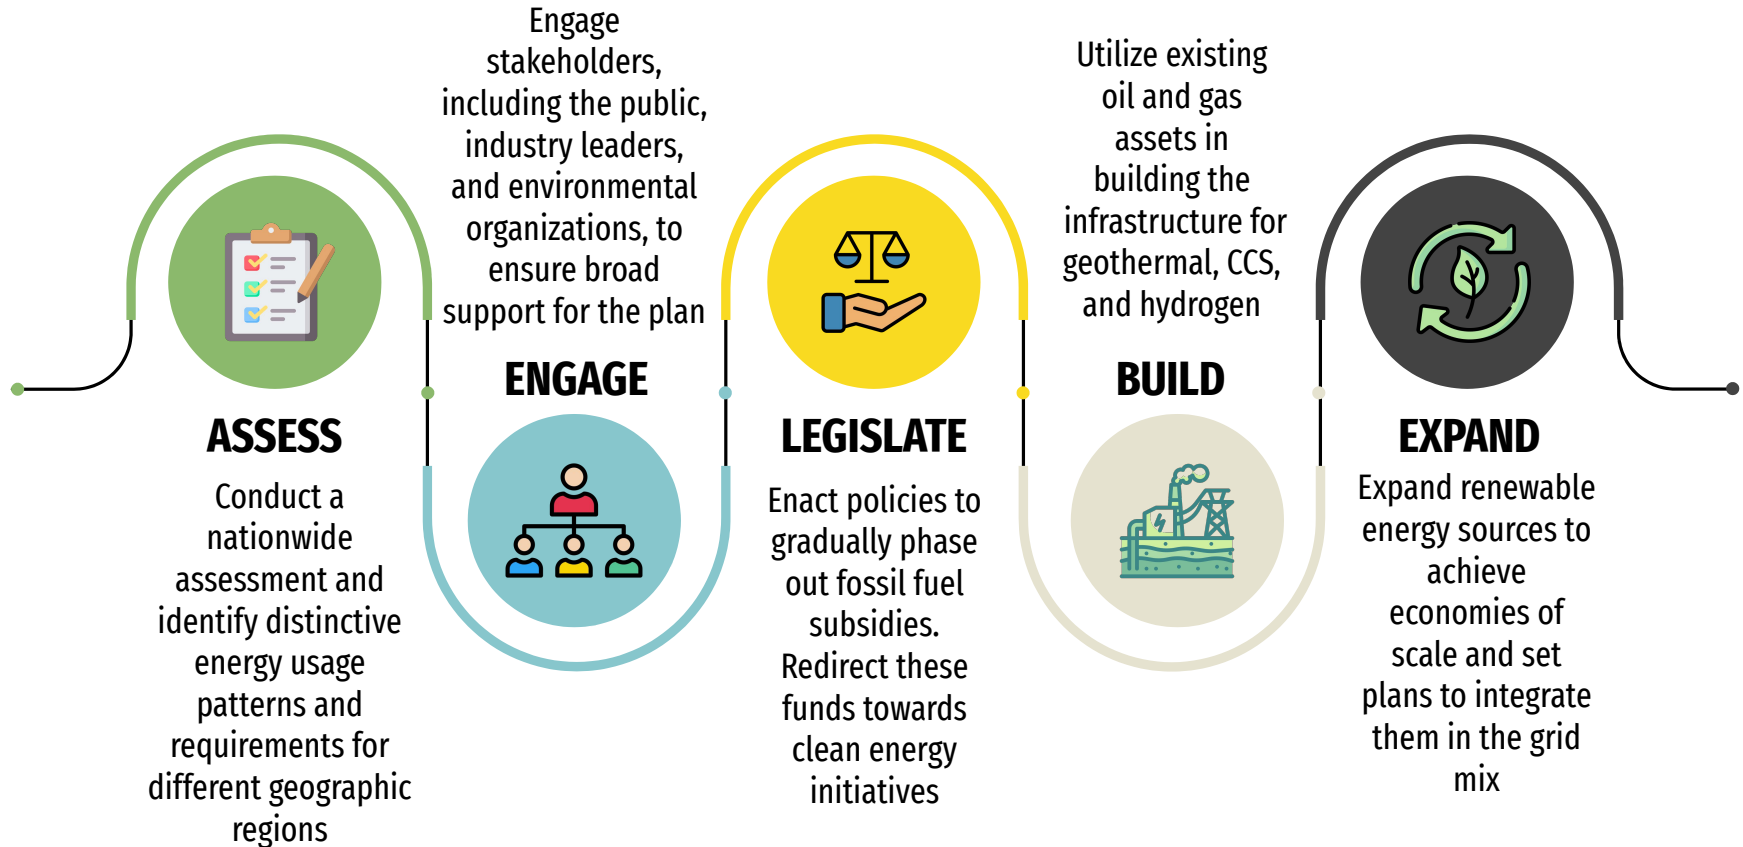 ASSESS
Conduct a
nationwide
assessment and
identify distinctive
energy usage
patterns and
requirements for
different geographic
regions
Engage
stakeholders,
including the public,
industry leaders,
and environmental
organizations, to
ensure broad
support for the plan
ENGAGE
LEGISLATE
Enact policies to
gradually phase
out fossil fuel
subsidies.
Redirect these
funds towards
clean energy
initiatives
Utilize existing
oil and gas
assets in
building the
infrastructure for
geothermal, CCS,
and hydrogen
BUILD
EXPAND
Expand renewable
energy sources to
achieve
economies of
scale and set
plans to integrate
them in the grid
mix